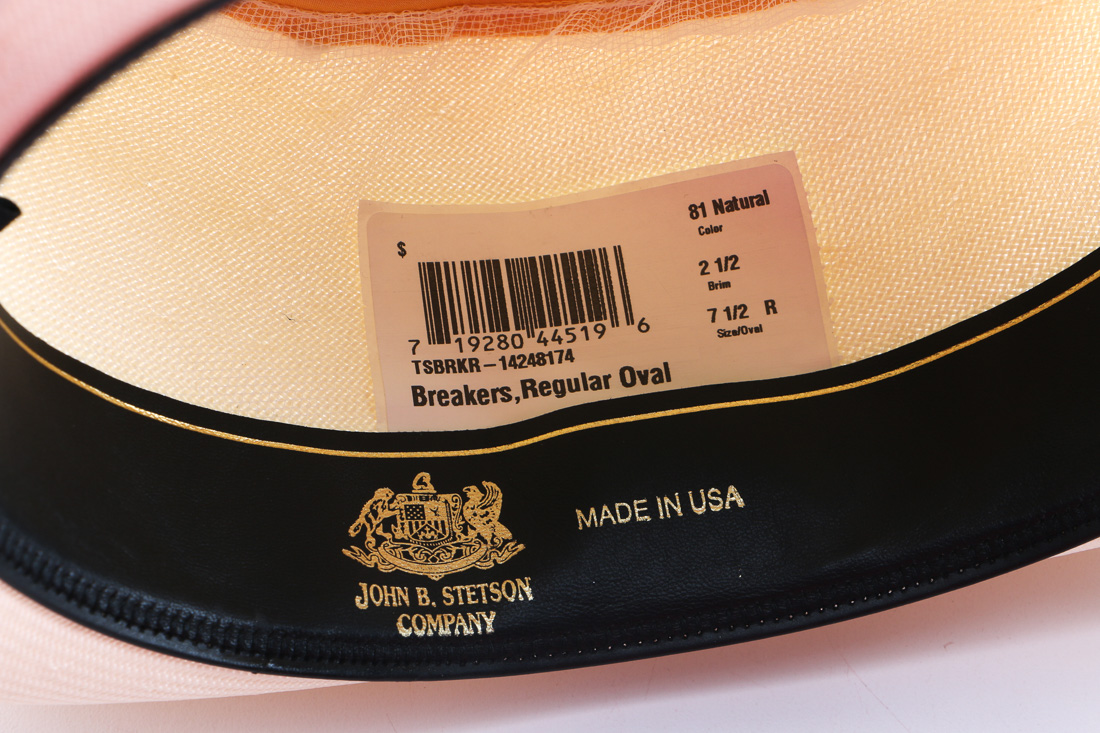 $
81 Natural
Color
2 1/2
Brim
7 1/2 R
Size/Oval
7 19280 44519 6
TSBRKR-14248174
Breakers,Regular Oval
MADE IN USA
JOHN B. STETSON
COMPANY